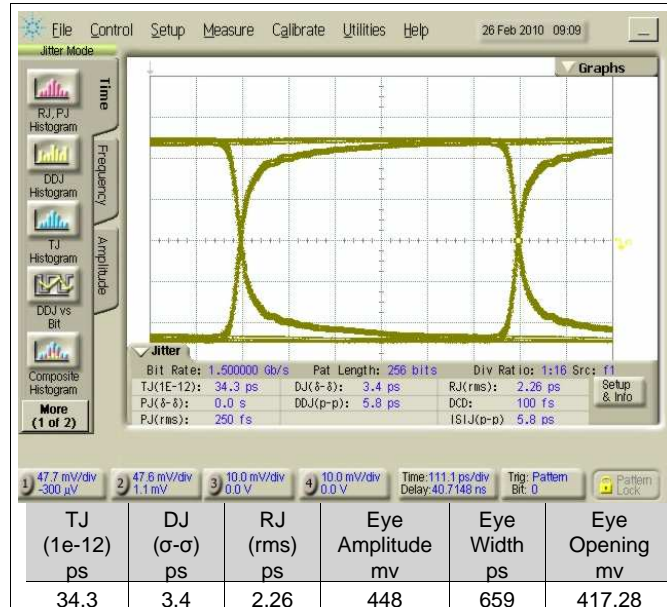 File Control Setup Measure Calibrate Utilities Help 26 Feb 2010 09:09
Jitter Mode
Graphs
RJ, PJ
Histogram
DDJ
Histogram
TJ
Histogram
DDJ vs
Bit
Composite
Histogram
More
(1 of 2)
Time
Frequency
Amplitude
Jitter
Bit Rate: 1.500000 Gb/s Pat Length: 256 bits Div Ratio: 1:16 Src: f1
TJ(1E-12): 34.3 ps DJ(δ-δ): 3.4 ps RJ(rms): 2.26 ps
PJ(δ-δ): 0.0 s DDJ(p-p): 5.8 ps DCD: 100 fs
PJ(rms): 250 fs ISIJ(p-p) 5.8 ps
Setup
& Info
1) 47.7 mV/div 2) 47.6 mV/div 3) 10.0 mV/div 4) 10.0 mV/div Time:111.1 ps/div Trig: Pattern Pattern
-300 µV 1.1 mV 0.0 V 0.0 V Delay:40.7148 ns Bit: 0 Lock
TJ DJ RJ Eye Eye Eye
(1e-12) (σ-σ) (rms) Amplitude Width Opening
ps ps ps mv ps mv
34.3 3.4 2.26 448 659 417.28